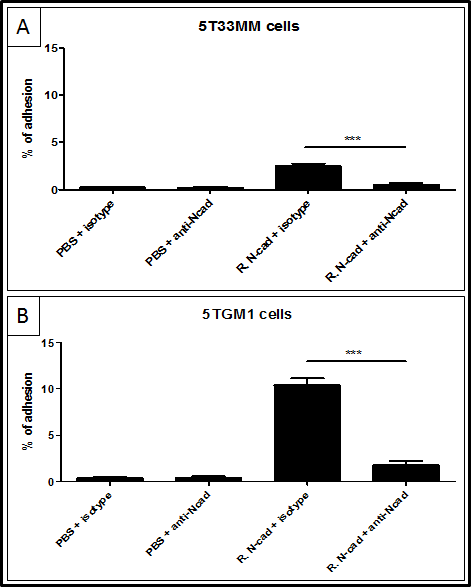 A
5T33MM cells
% of adhesion
15
10
5
0
***
PBS + isotype
PBS + anti-Ncad
R. N-cad + isotype
R. N-cad + anti-Ncad
B
5TGM1 cells
% of adhesion
15
10
5
0
***
PBS + isotype
PBS + anti-Ncad
R. N-cad + isotype
R. N-cad + anti-Ncad